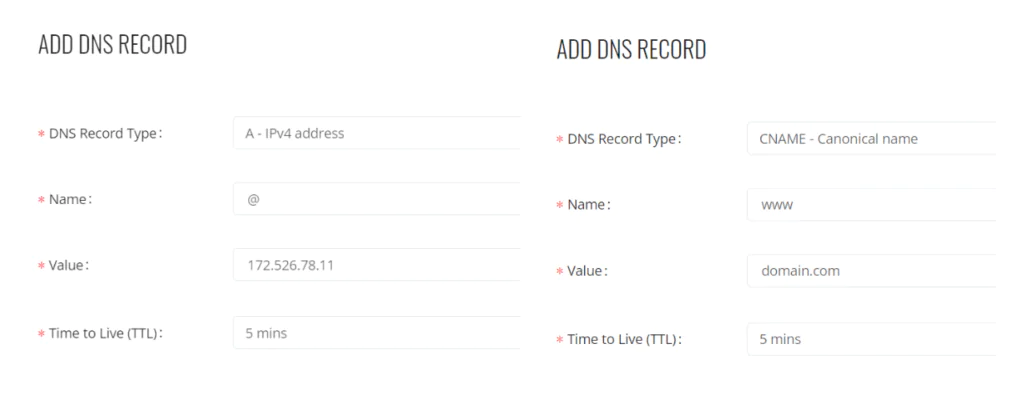 ADD DNS RECORD
* DNS Record Type:
A - IPv4 address
* Name:
@
* Value:
172.526.78.11
* Time to Live (TTL):
5 mins
ADD DNS RECORD
* DNS Record Type:
CNAME - Canonical name
* Name:
www
* Value:
domain.com
* Time to Live (TTL):
5 mins